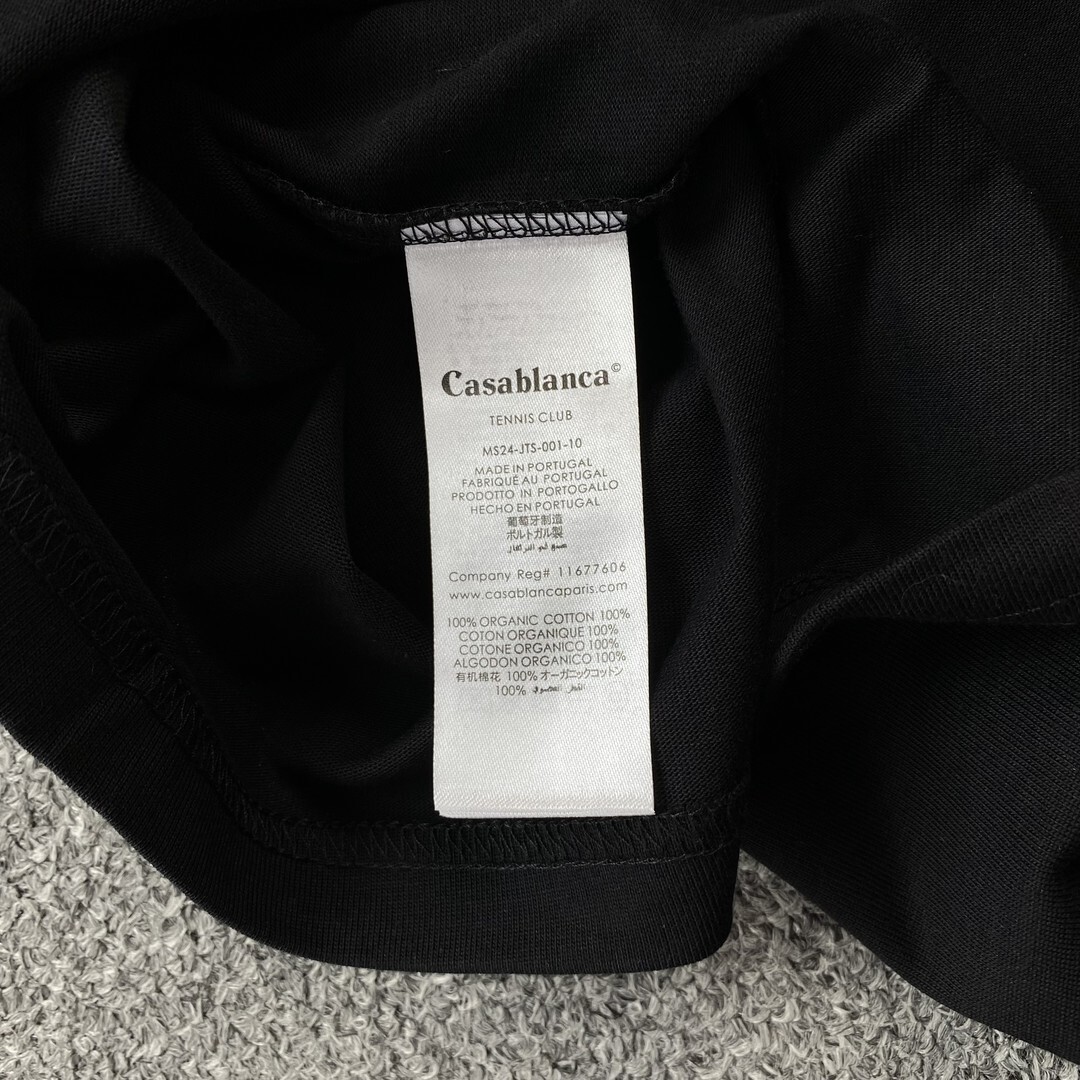 Casablanca©
TENNIS CLUB
MS24-JTS-001-10
MADE IN PORTUGAL
FABRIQUÉ AU PORTUGAL
PRODOTTO IN PORTOGALLO
HECHO EN PORTUGAL
葡萄牙制造
ポルトガル製
Company Reg# 11677606
www.casablancaparis.com
100% ORGANIC COTTON 100%
COTON ORGANIQUE 100%
COTONE ORGANICO 100%
ALGODON ORGANICO 100%
有机棉花 100% オーガニックコットン
100%